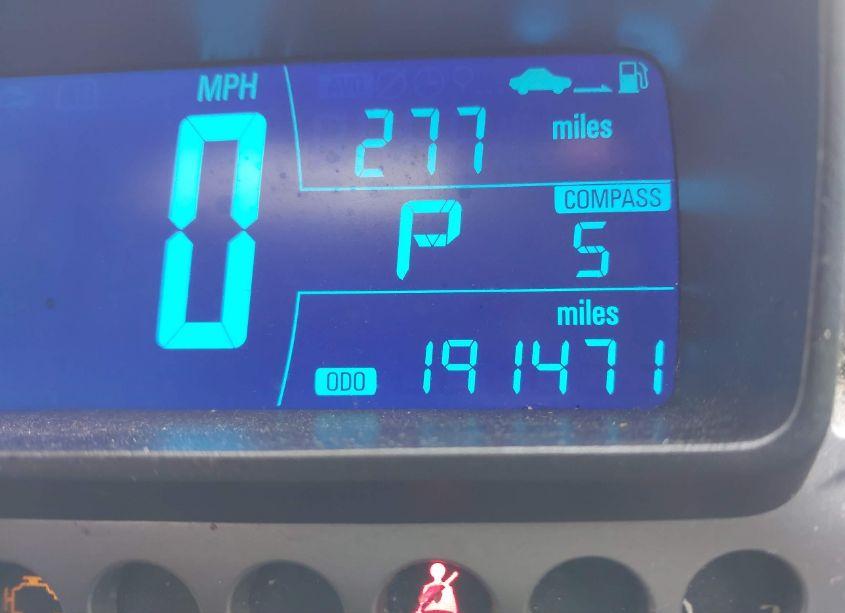 MPH
0
277 miles
COMPASS
P S
miles
ODO 191471